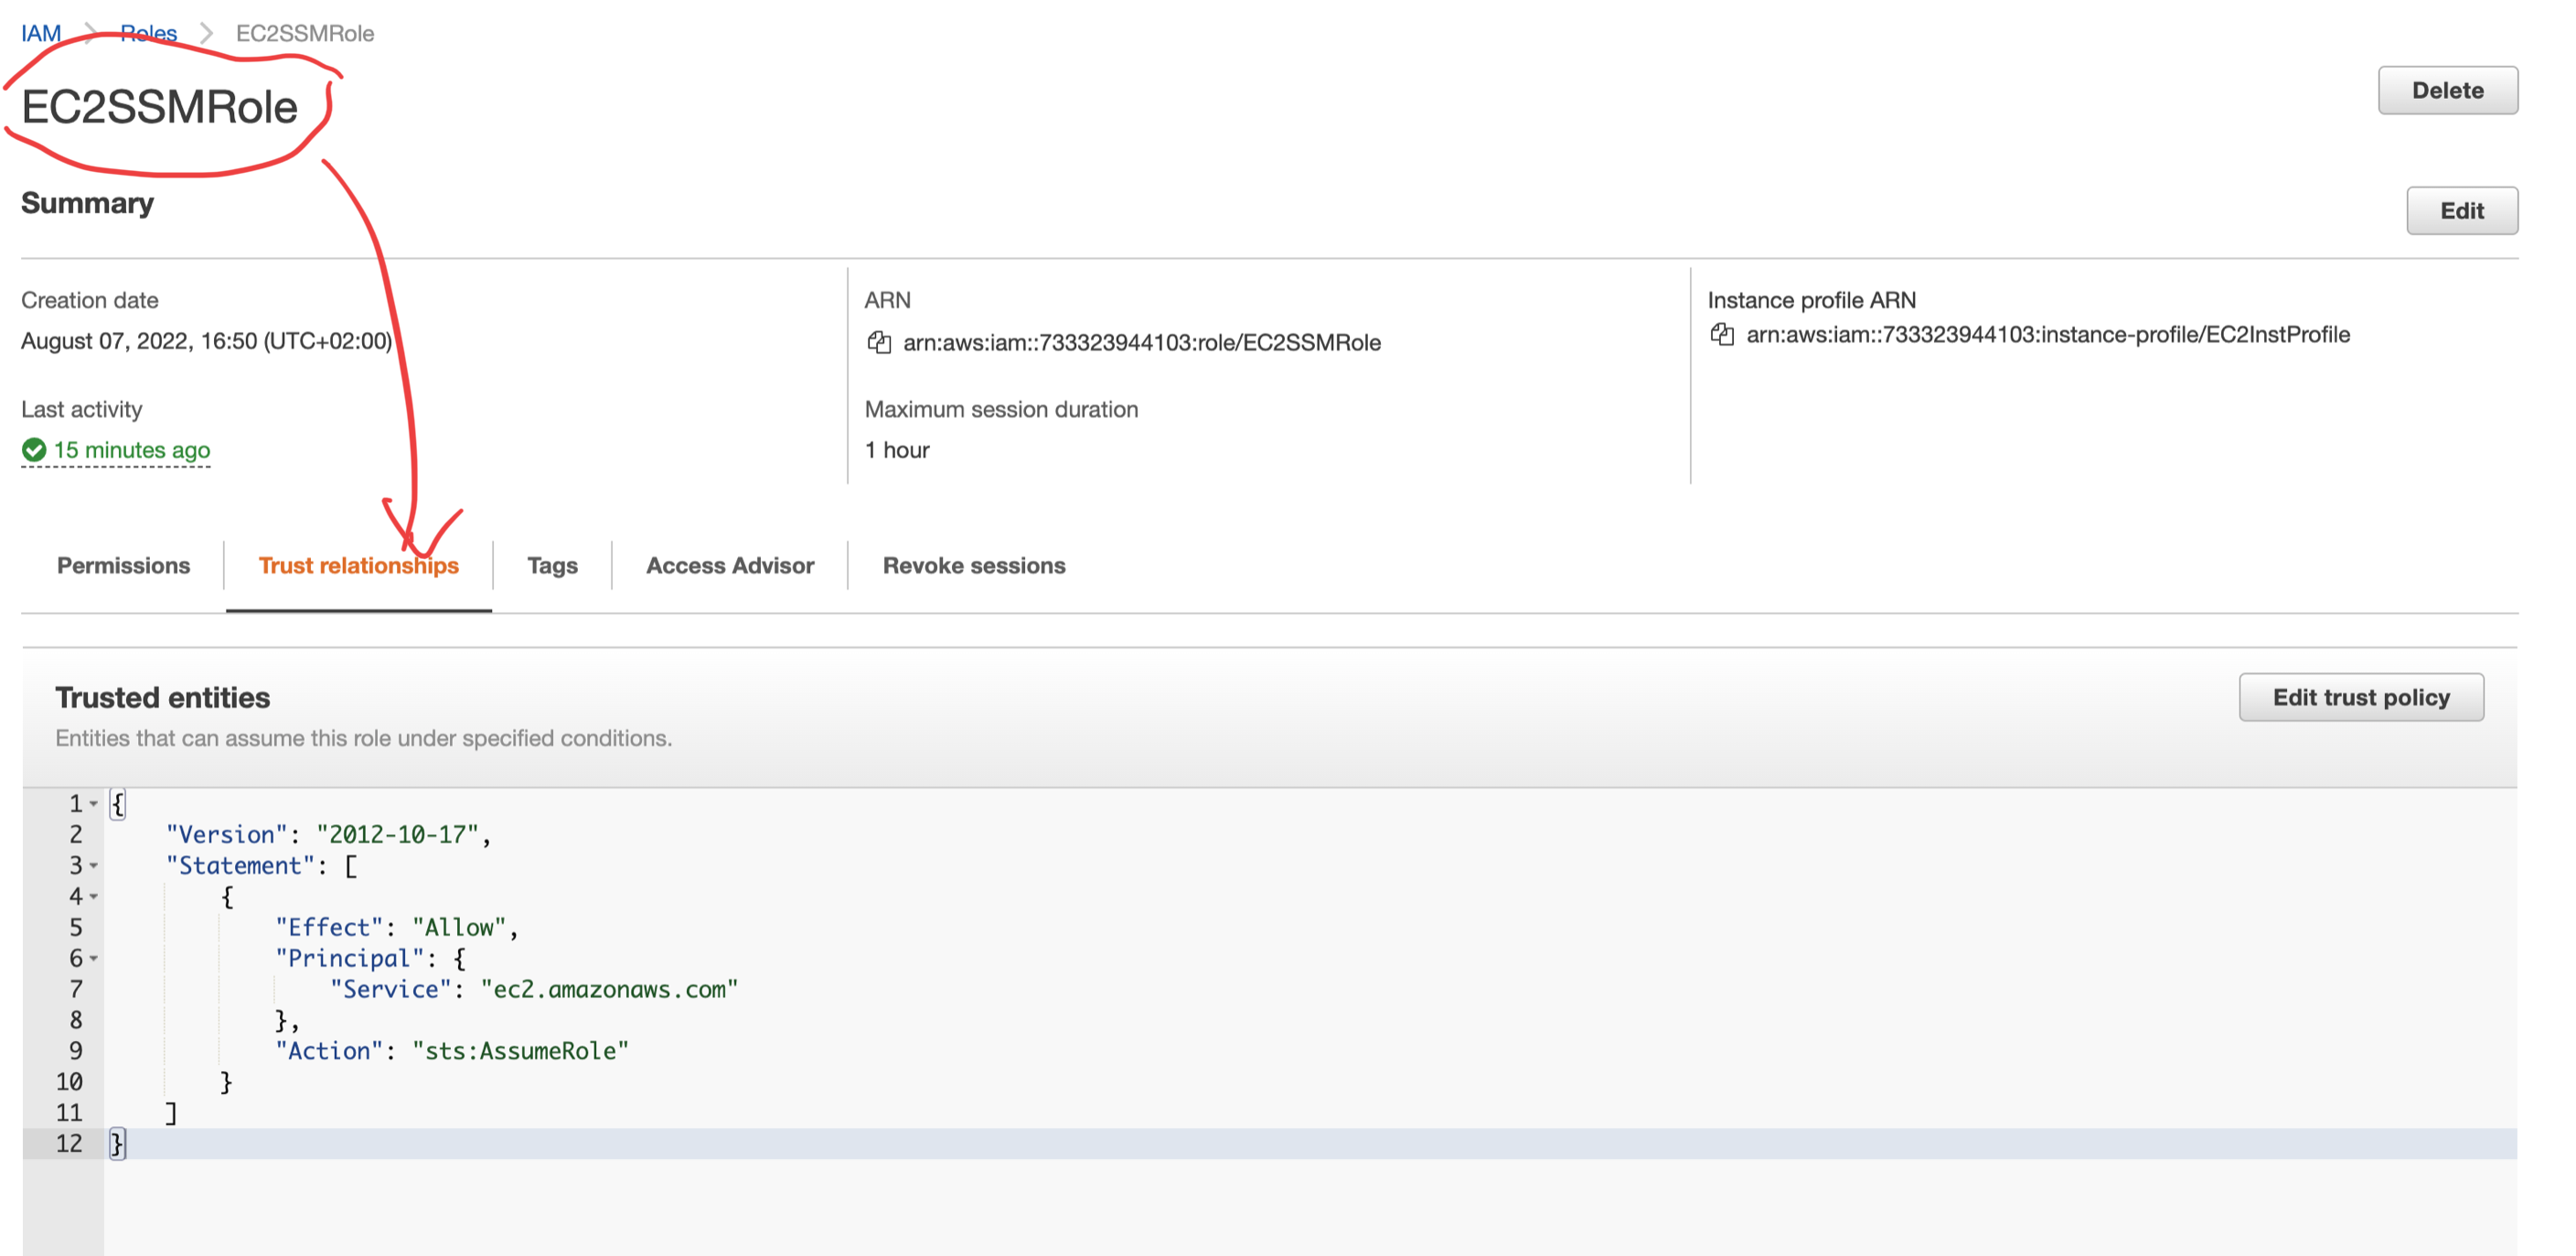 IAM > Roles > EC2SSMRole
EC2SSMRole
Delete
Summary
Edit
Creation date
August 07, 2022, 16:50 (UTC+02:00)
ARN
arn:aws:iam::733323944103:role/EC2SSMRole
Instance profile ARN
arn:aws:iam::733323944103:instance-profile/EC2InstProfile
Last activity
15 minutes ago
Maximum session duration
1 hour
Permissions
Trust relationships
Tags
Access Advisor
Revoke sessions
Trusted entities
Edit trust policy
Entities that can assume this role under specified conditions.
1 {
2     "Version": "2012-10-17",
3     "Statement": [
4         {
5             "Effect": "Allow",
6             "Principal": {
7                 "Service": "ec2.amazonaws.com"
8             },
9             "Action": "sts:AssumeRole"
10         }
11     ]
12 }